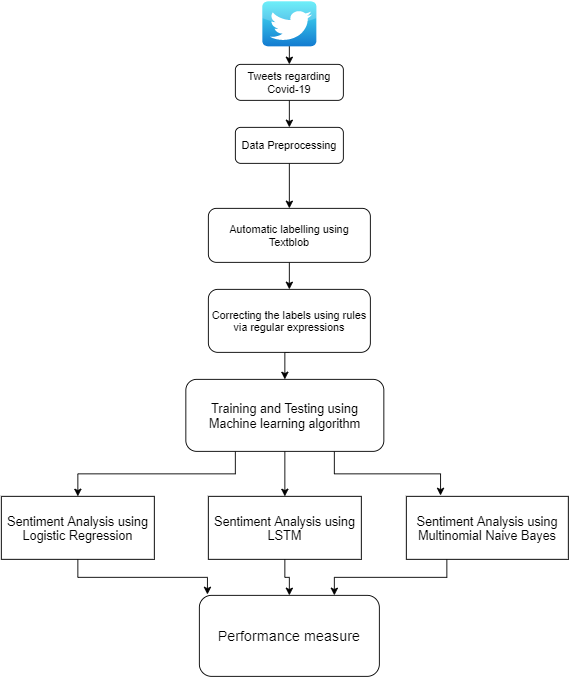 Tweets regarding
Covid-19
Data Preprocessing
Automatic labelling using
Textblob
Correcting the labels using rules
via regular expressions
Training and Testing using
Machine learning algorithm
Sentiment Analysis using
Logistic Regression
Sentiment Analysis using
LSTM
Sentiment Analysis using
Multinomial Naive Bayes
Performance measure